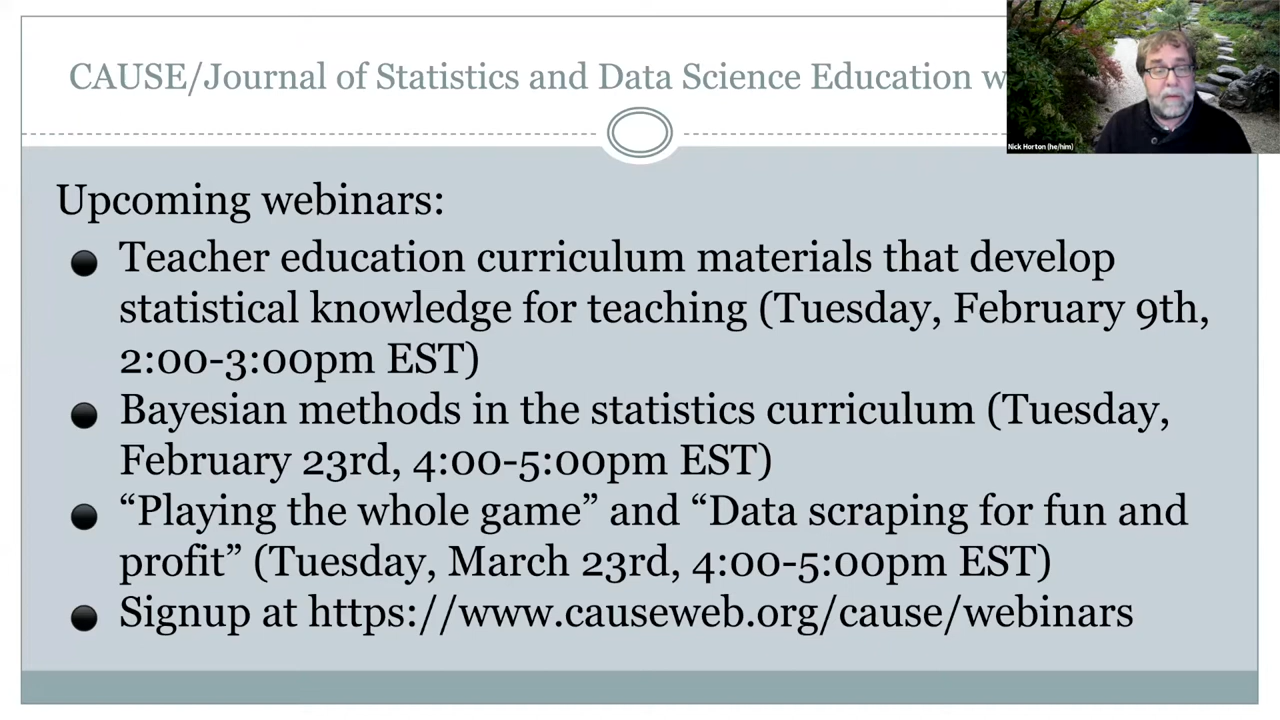 CAUSE/Journal of Statistics and Data Science Education w
Nick Horton (he/him)
Upcoming webinars:
● Teacher education curriculum materials that develop
statistical knowledge for teaching (Tuesday, February 9th,
2:00-3:00pm EST)
● Bayesian methods in the statistics curriculum (Tuesday,
February 23rd, 4:00-5:00pm EST)
● “Playing the whole game” and “Data scraping for fun and
profit” (Tuesday, March 23rd, 4:00-5:00pm EST)
● Signup at https://www.causeweb.org/cause/webinars